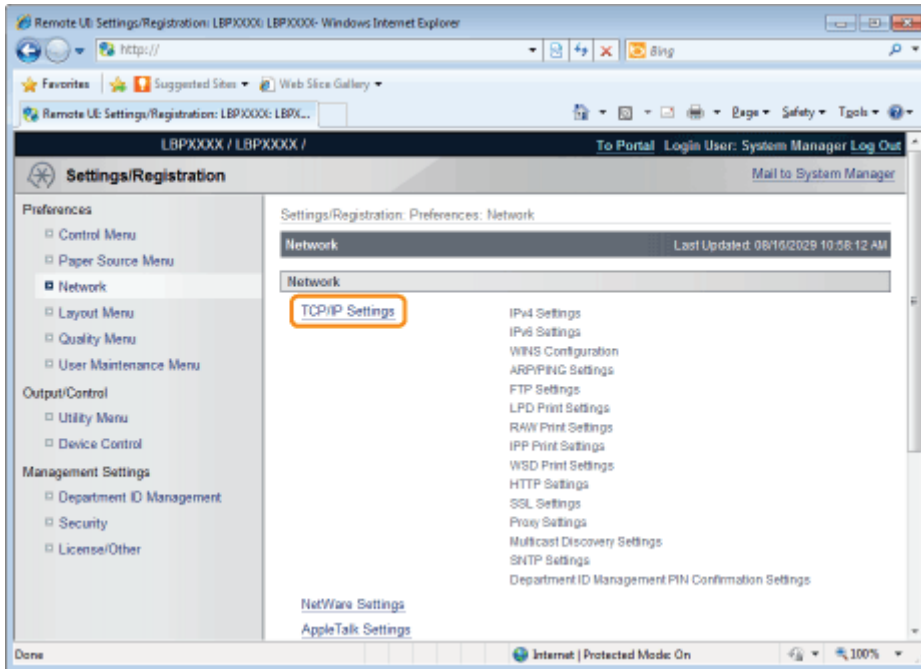 Remote UI: Settings/Registration: LBPXXXX: LBPXXXX- Windows Internet Explorer
http://
Bing
Favorites Suggested Sites Web Slice Gallery
Remote UI: Settings/Registration: LBPXXXX: LBPX...
Page Safety Tools
LBPXXXX / LBPXXXX /
To Portal Login User: System Manager Log Out
Settings/Registration
Mail to System Manager
Preferences
Control Menu
Paper Source Menu
Network
Layout Menu
Quality Menu
User Maintenance Menu
Output/Control
Utility Menu
Device Control
Management Settings
Department ID Management
Security
License/Other
Settings/Registration: Preferences: Network
Network
Last Updated: 08/16/2029 10:58:12 AM
Network
TCP/IP Settings
IPv4 Settings
IPv6 Settings
WINS Configuration
ARP/PING Settings
FTP Settings
LPD Print Settings
RAW Print Settings
IPP Print Settings
WSD Print Settings
HTTP Settings
SSL Settings
Proxy Settings
Multicast Discovery Settings
SNTP Settings
Department ID Management PIN Confirmation Settings
NetWare Settings
AppleTalk Settings
Done
Internet | Protected Mode: On
100%